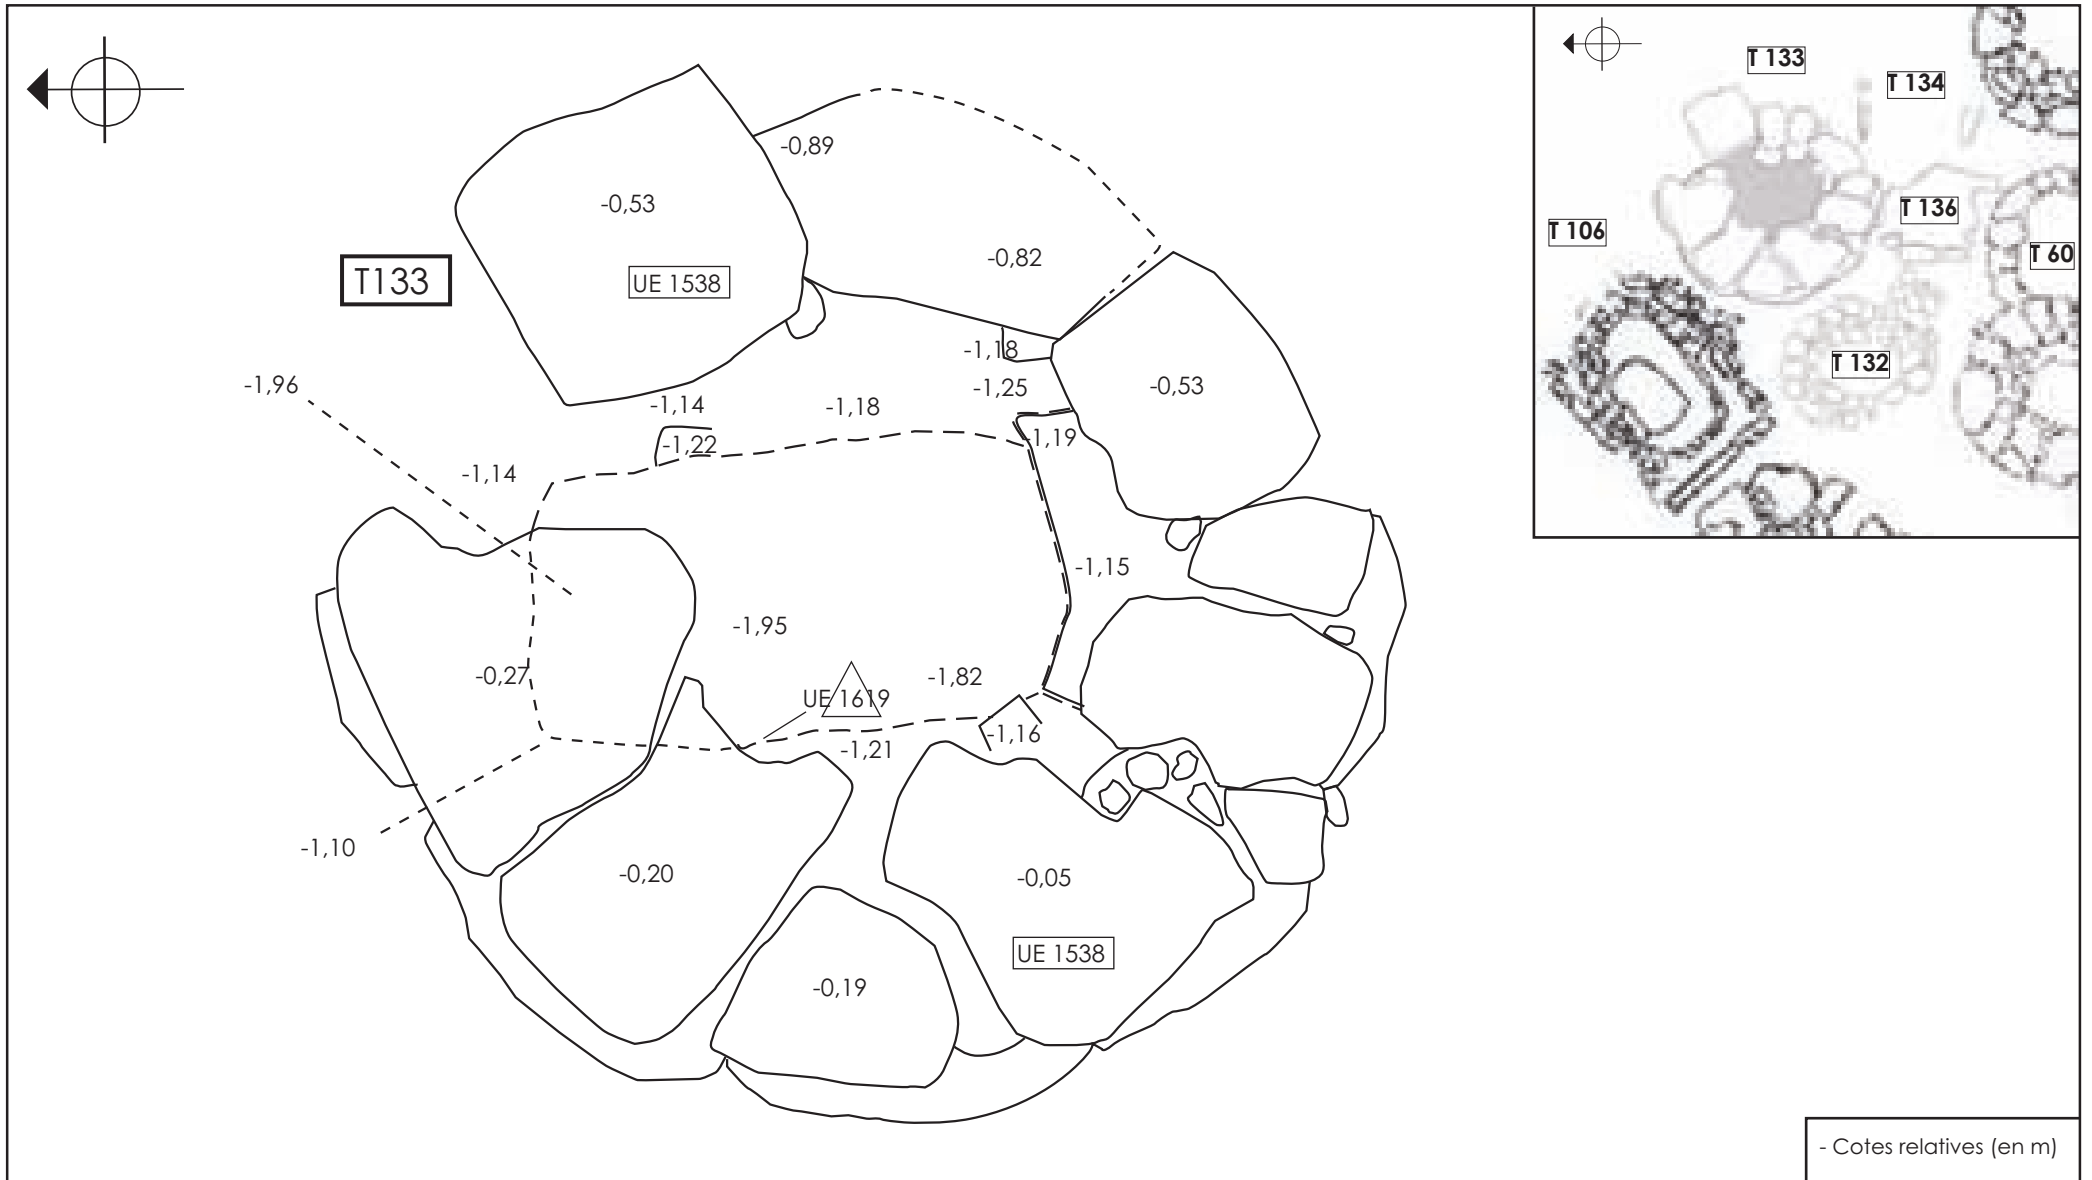 T 133
T 134
-0,89
-0,53
T 136
T 106
T 60
-0,82
T133
UE 1538
-1,18
T 132
-1,96
-1,25
-0,53
-1,14
-1,18
-1,22
-1,19
-1,14
-1,15
-1,95
-0,27
-1,82
UE 1619
-1,16
-1,21
-1,10
-0,20
-0,05
UE 1538
-0,19
- Cotes relatives (en m)